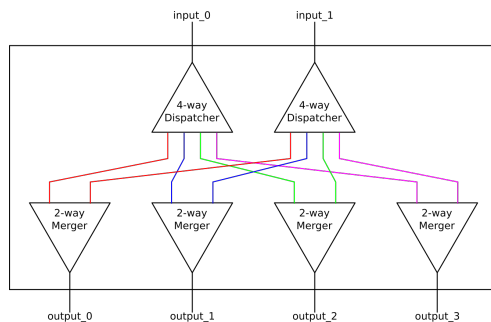 input_0
input_1
4-way
Dispatcher
4-way
Dispatcher
2-way
Merger
2-way
Merger
2-way
Merger
2-way
Merger
output_0
output_1
output_2
output_3